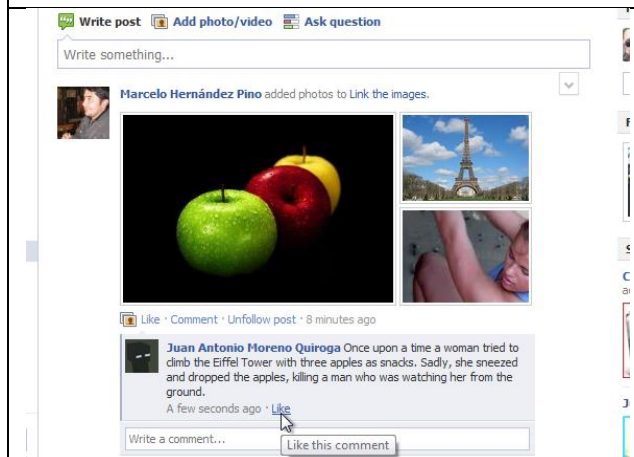 Write post Add photo/video Ask question
Write something...
Marcelo Hernández Pino added photos to Link the images.
Like · Comment · Unfollow post · 8 minutes ago
Juan Antonio Moreno Quiroga Once upon a time a woman tried to
climb the Eiffel Tower with three apples as snacks. Sadly, she sneezed
and dropped the apples, killing a man who was watching her from the
ground.
A few seconds ago · Like
Write a comment...
Like this comment